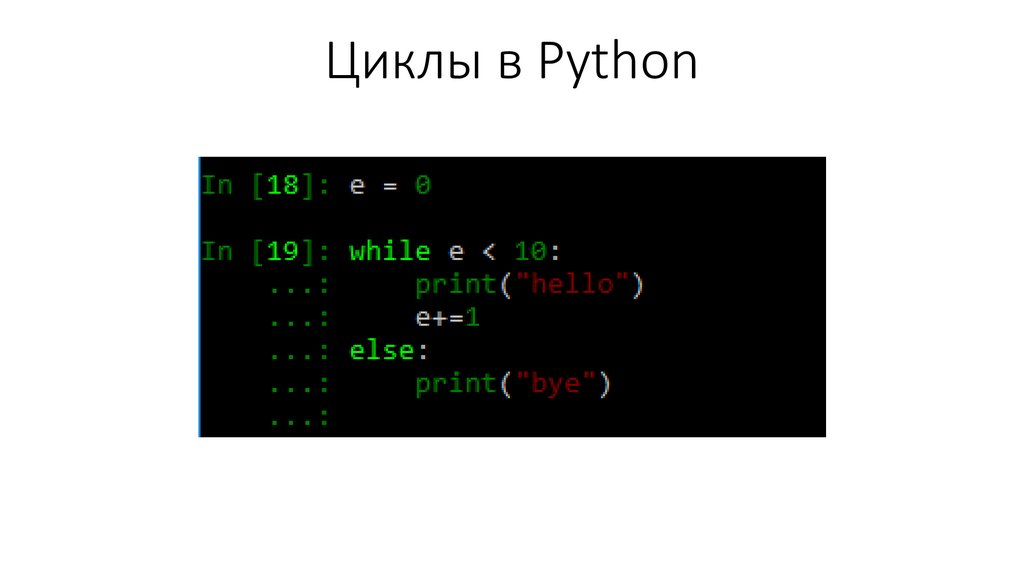 Циклы в Python
In [18]: e = 0
In [19]: while e < 10:
    ...:     print("hello")
    ...:     e+=1
    ...: else:
    ...:     print("bye")
    ...: